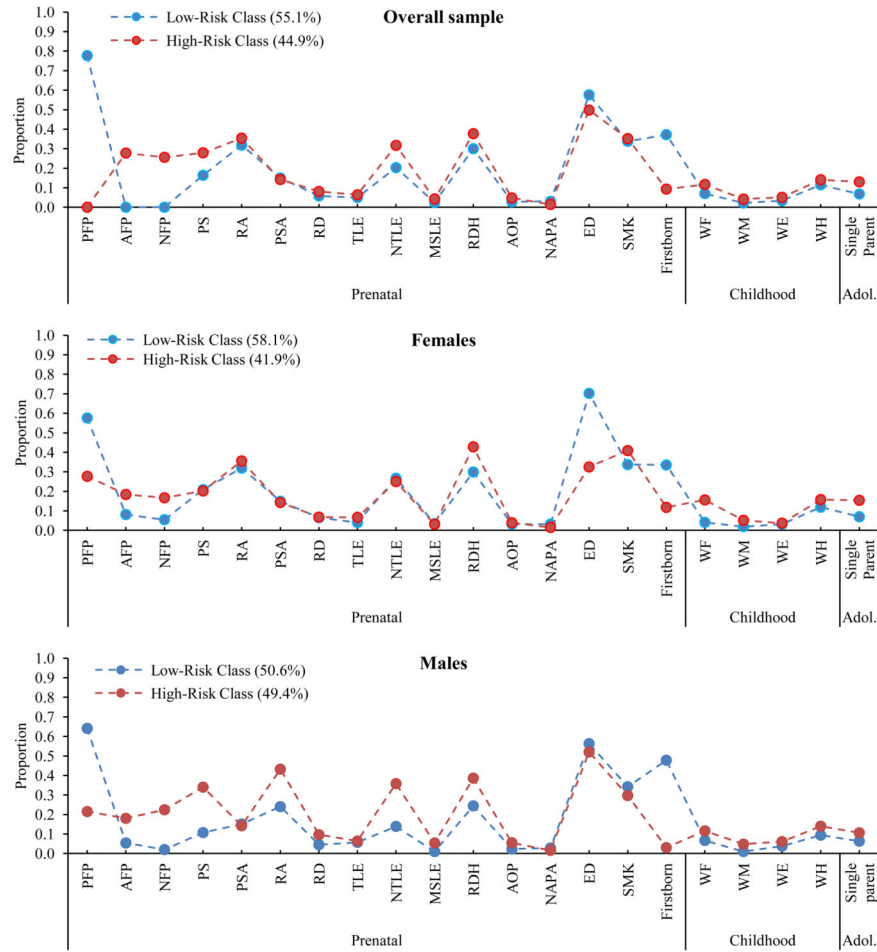 Overall sample
Low-Risk Class (55.1%)
High-Risk Class (44.9%)
Proportion
1.0
0.9
0.8
0.7
0.6
0.5
0.4
0.3
0.2
0.1
0.0
PFP AFP NFP PS RA PSA RD TLE NTLE MSLE RDH AOP NAPA ED SMK Firstborn WF WM WE WH Single Parent
Prenatal Childhood Adol.
Females
Low-Risk Class (58.1%)
High-Risk Class (41.9%)
Proportion
1.0
0.9
0.8
0.7
0.6
0.5
0.4
0.3
0.2
0.1
0.0
PFP AFP NFP PS RA PSA RD TLE NTLE MSLE RDH AOP NAPA ED SMK Firstborn WF WM WE WH Single Parent
Prenatal Childhood Adol.
Males
Low-Risk Class (50.6%)
High-Risk Class (49.4%)
Proportion
1.0
0.9
0.8
0.7
0.6
0.5
0.4
0.3
0.2
0.1
0.0
PFP AFP NFP PS PSA RA RD TLE NTLE MSLE RDH AOP NAPA ED SMK Firstborn WF WM WE WH Single parent
Prenatal Childhood Adol.